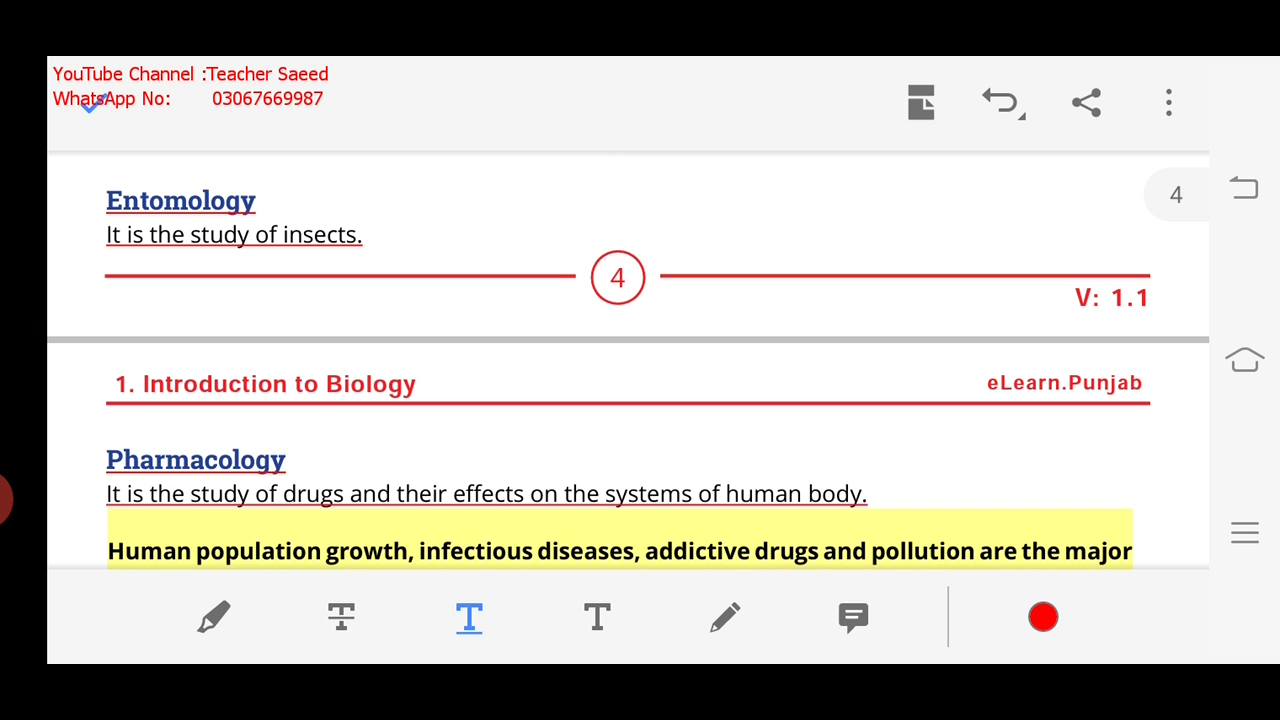 YouTube Channel :Teacher Saeed
WhatsApp No: 03067669987
4
Entomology
It is the study of insects.
4
V: 1.1
1. Introduction to Biology
eLearn.Punjab
Pharmacology
It is the study of drugs and their effects on the systems of human body.
Human population growth, infectious diseases, addictive drugs and pollution are the major